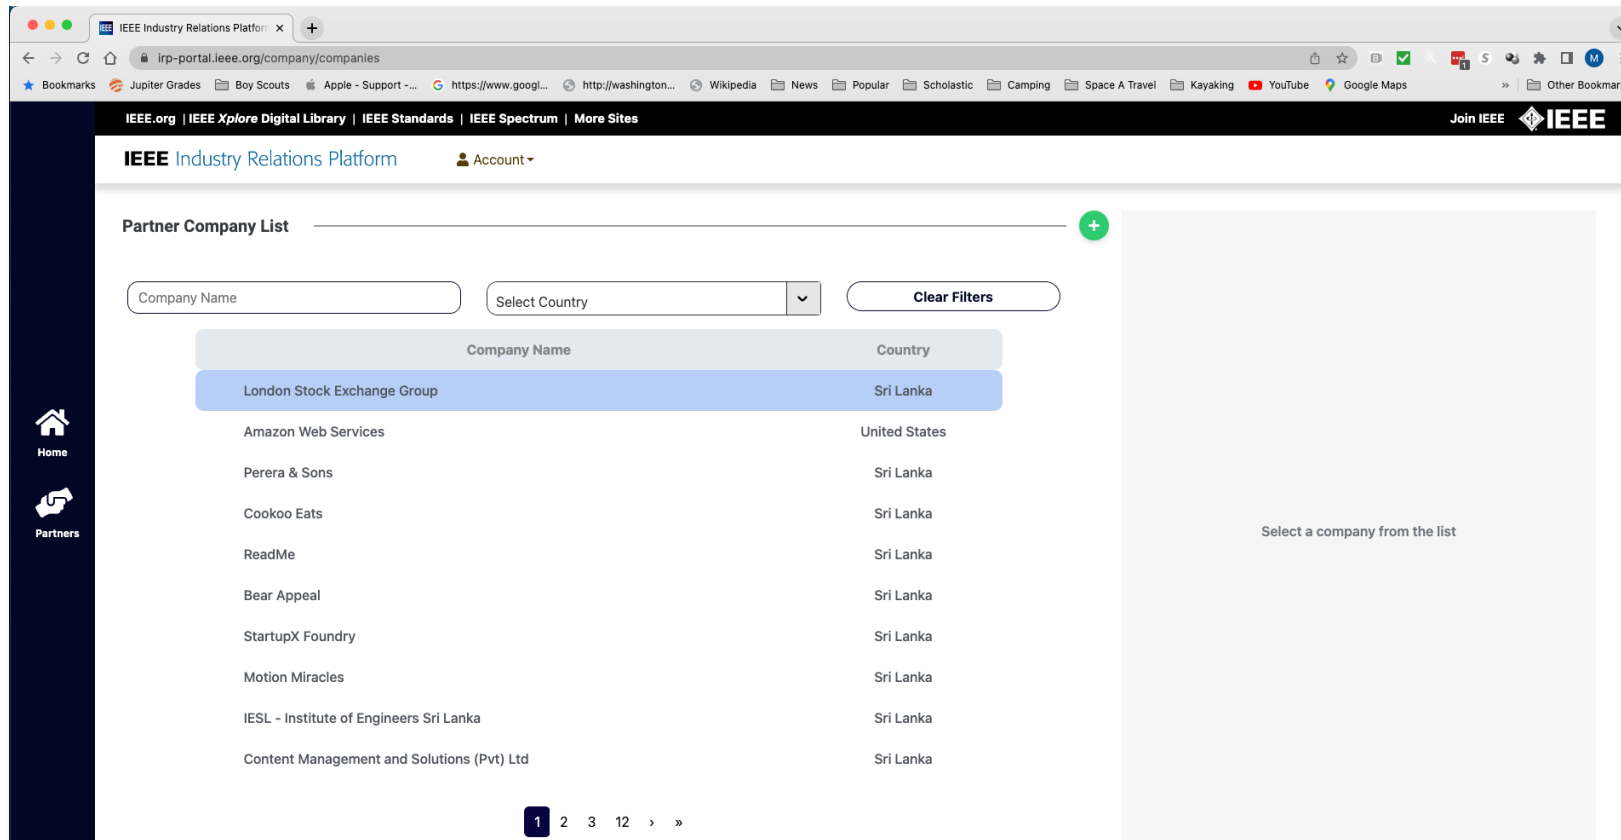 IEEE IEEE Industry Relations Platfor
irp-portal.ieee.org/company/companies
1 S M
Bookmarks Jupiter Grades Boy Scouts Apple - Support -... https://www.googl... http://washington... Wikipedia News Popular Scholastic Camping Space A Travel Kayaking YouTube Google Maps » Other Bookmar
IEEE.org | IEEE Xplore Digital Library | IEEE Standards | IEEE Spectrum | More Sites Join IEEE IEEE
IEEE Industry Relations Platform Account
Partner Company List
Company Name Select Country Clear Filters
Company Name Country
London Stock Exchange Group Sri Lanka
Amazon Web Services United States
Home
Perera & Sons Sri Lanka
Cookoo Eats Sri Lanka
Partners
Select a company from the list
ReadMe Sri Lanka
Bear Appeal Sri Lanka
StartupX Foundry Sri Lanka
Motion Miracles Sri Lanka
IESL - Institute of Engineers Sri Lanka Sri Lanka
Content Management and Solutions (Pvt) Ltd Sri Lanka
1 2 3 12 › »